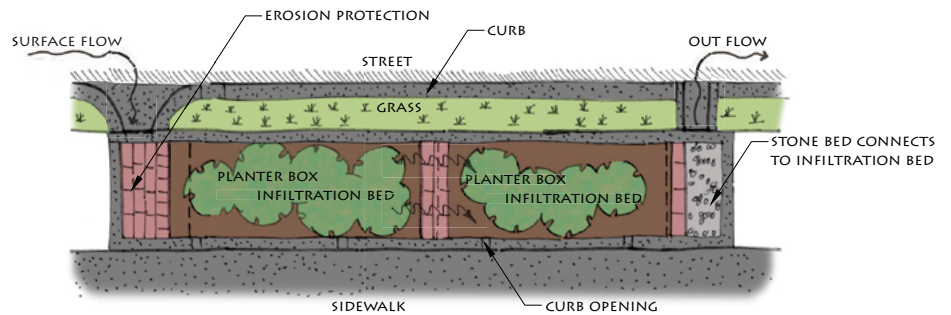 EROSION PROTECTION
SURFACE FLOW
CURB
OUT FLOW
STREET
GRASS
STONE BED CONNECTS
TO INFILTRATION BED
PLANTER BOX
INFILTRATION BED
PLANTER BOX
INFILTRATION BED
SIDEWALK
CURB OPENING